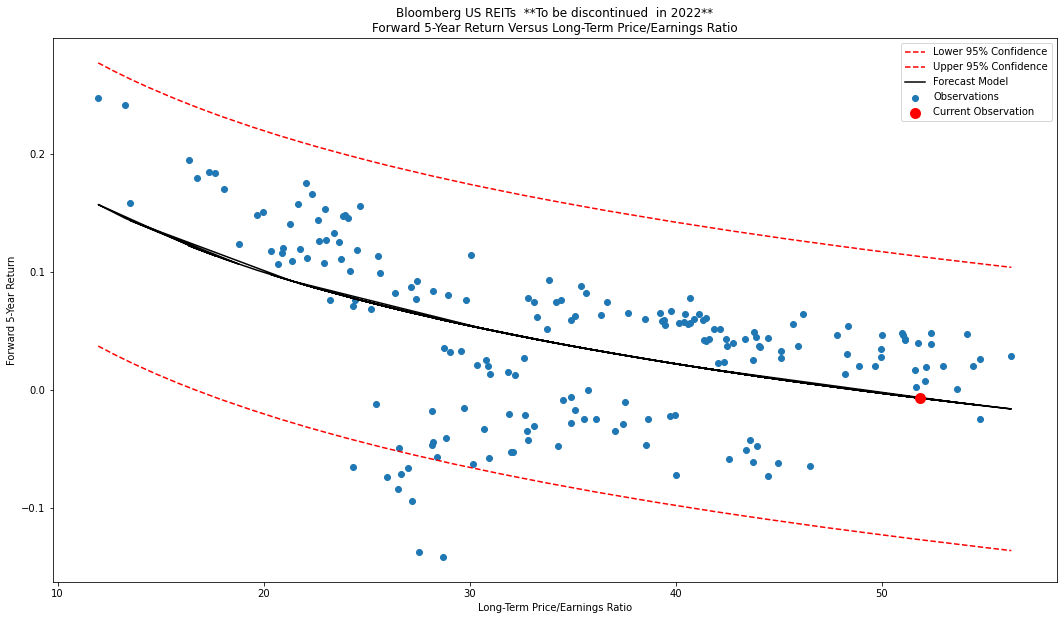 Bloomberg US REITs  **To be discontinued  in 2022**
Forward 5-Year Return Versus Long-Term Price/Earnings Ratio
Lower 95% Confidence
Upper 95% Confidence
Forecast Model
Observations
Current Observation
Forward 5-Year Return
0.2
0.1
0.0
−0.1
10
20
30
40
50
Long-Term Price/Earnings Ratio